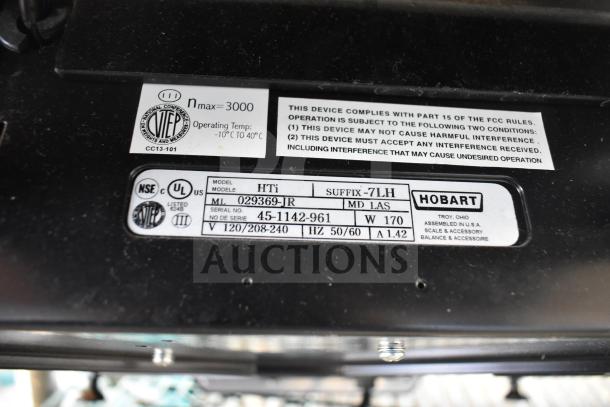 III
n max=3000
NATIONAL CONFERENCE
NTEP
Operating Temp:
-10°C TO 40°C
CC13-101
THIS DEVICE COMPLIES WITH PART 15 OF THE FCC RULES.
OPERATION IS SUBJECT TO THE FOLLOWING TWO CONDITIONS:
(1) THIS DEVICE MAY NOT CAUSE HARMFUL INTERFERENCE.
(2) THIS DEVICE MUST ACCEPT ANY INTERFERENCE RECEIVED,
INCLUDING INTERFERENCE THAT MAY CAUSE UNDESIRED OPERATION
NSF
c UL us
LISTED
III
MODEL
MODELE
HTi
SUFFIX -7LH
ML 029369-JR
MD LAS
SERIAL NO.
NO DE SERIE
45-1142-961
W 170
V 120/208-240
HZ 50/60
A 1.42
HOBART
TROY, OHIO
ASSEMBLED IN U.S.A.
SCALE & ACCESSORY
BALANCE & ACCESSOIRE
AUCTIONS